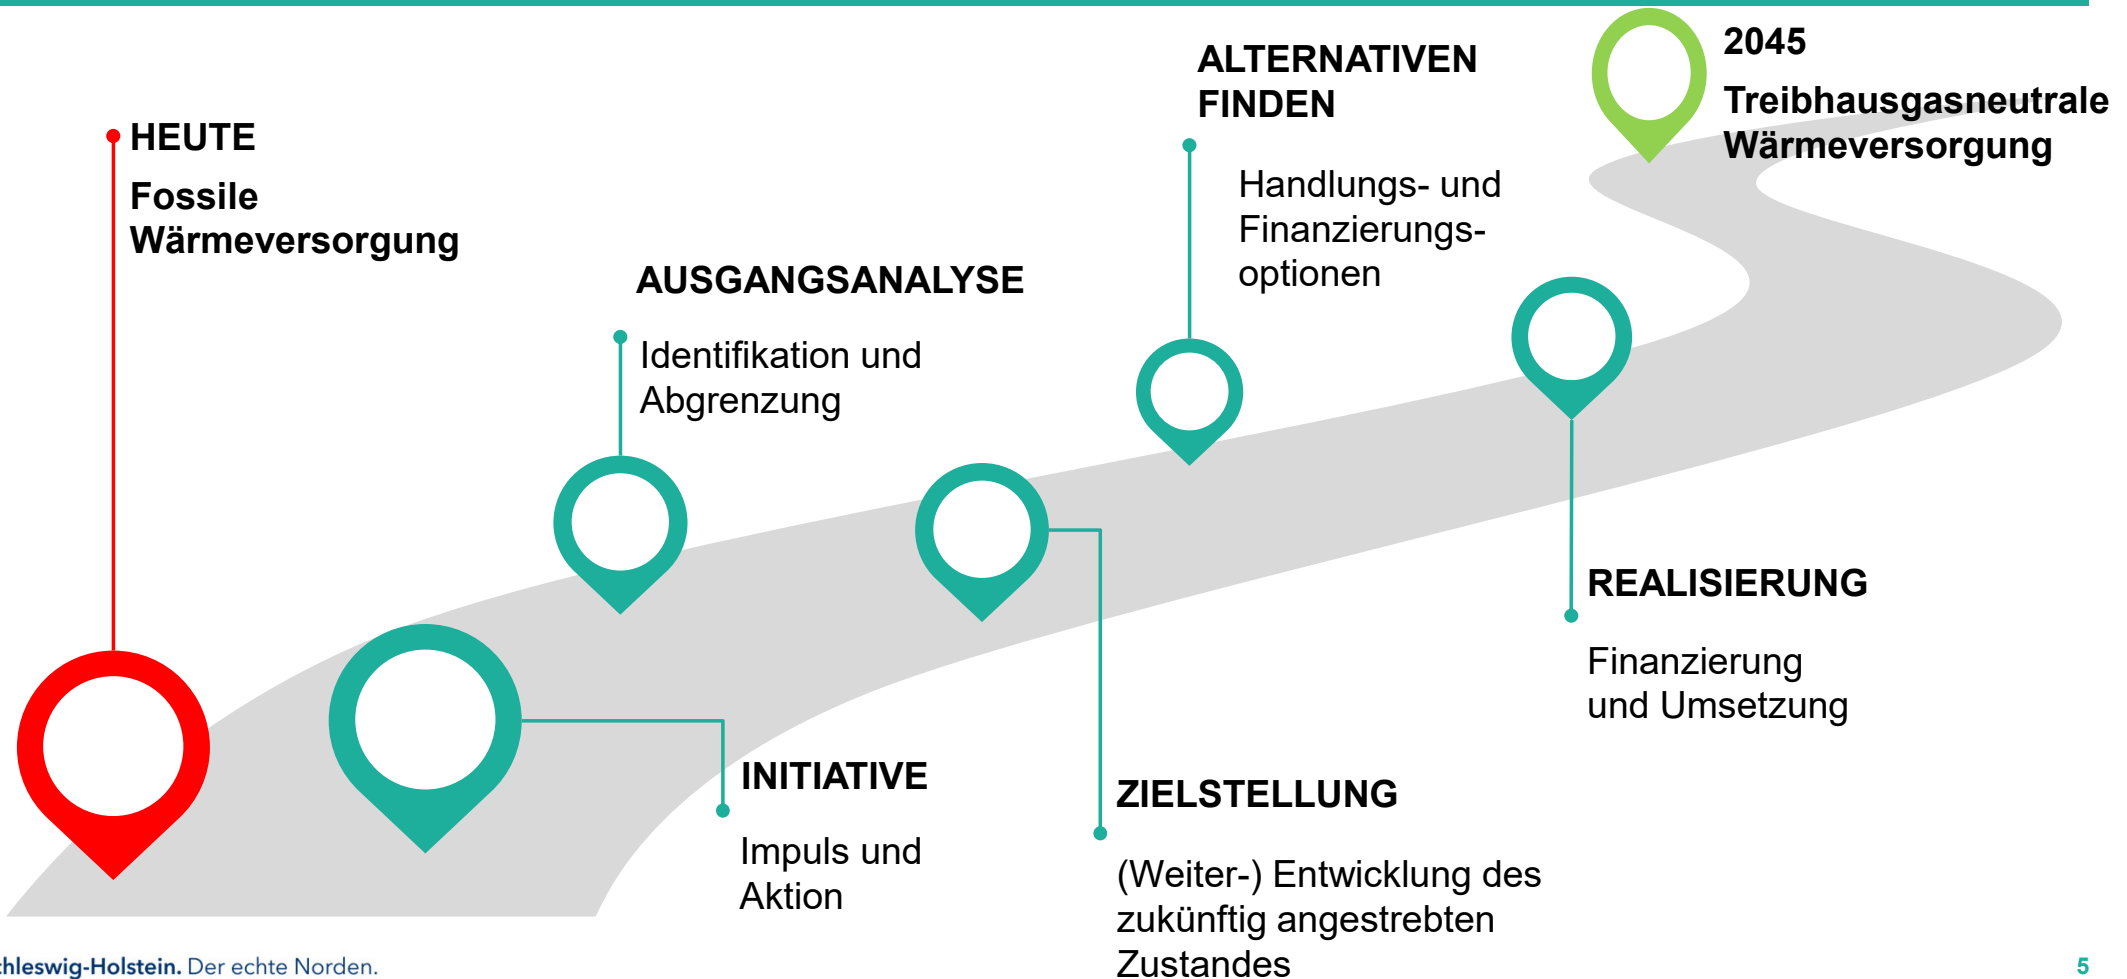 HEUTE
Fossile
Wärmeversorgung
INITIATIVE
Impuls und
Aktion
AUSGANGSANALYSE
Identifikation und
Abgrenzung
ZIELSTELLUNG
(Weiter-) Entwicklung des
zukünftig angestrebten
Zustandes
ALTERNATIVEN
FINDEN
Handlungs- und
Finanzierungs-
optionen
REALISIERUNG
Finanzierung
und Umsetzung
2045
Treibhausgasneutrale
Wärmeversorgung
chleswig-Holstein. Der echte Norden.
5